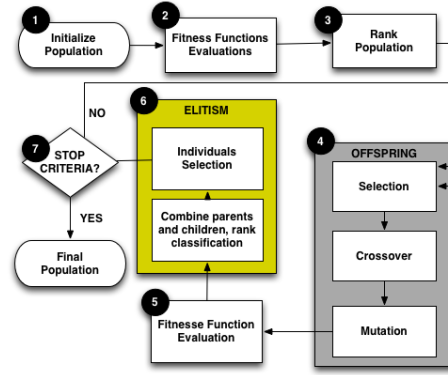 1
Initialize
Population
2
Fitness Functions
Evaluations
3
Rank
Population
NO
6
ELITISM
7
STOP
CRITERIA?
Individuals
Selection
4
OFFSPRING
Selection
YES
Combine parents
and children, rank
classification)
Crossover
Final
Population
5
Fitnesse Function
Evaluation
Mutation